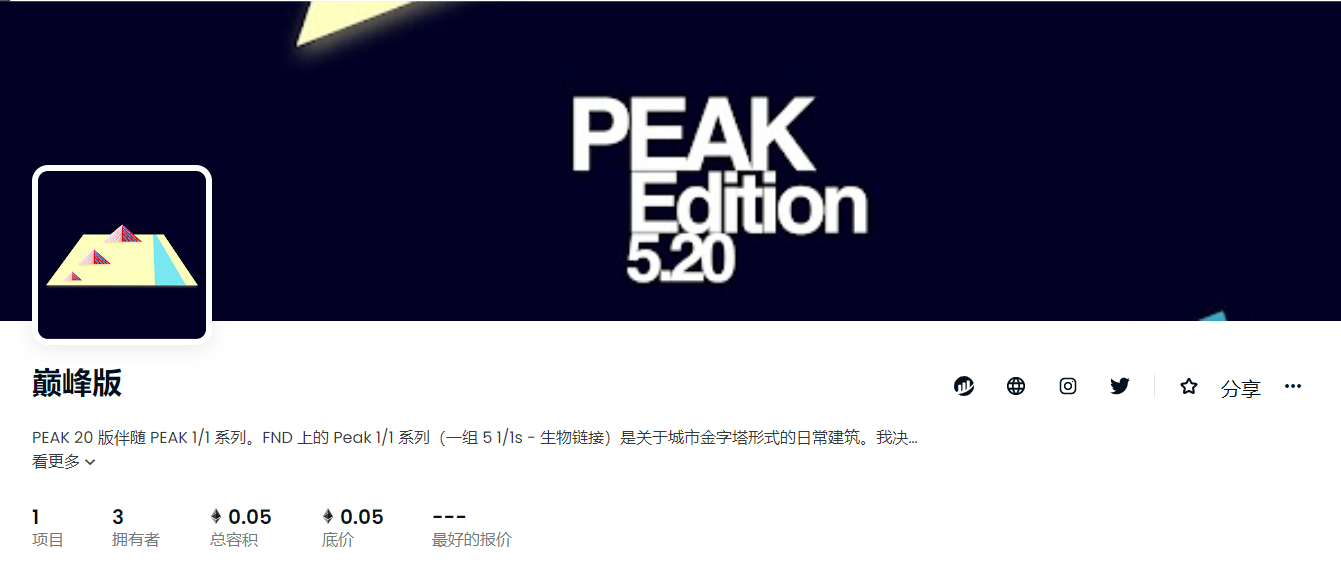 PEAK
Edition
5.20
巅峰版
分享
PEAK 20 版伴随 PEAK 1/1 系列。FND 上的 Peak 1/1 系列（一组 5 1/1s - 生物链接）是关于城市金字塔形式的日常建筑。我决...
看更多
1 3 0.05 0.05 ---
项目 拥有者 总容积 底价 最好的报价